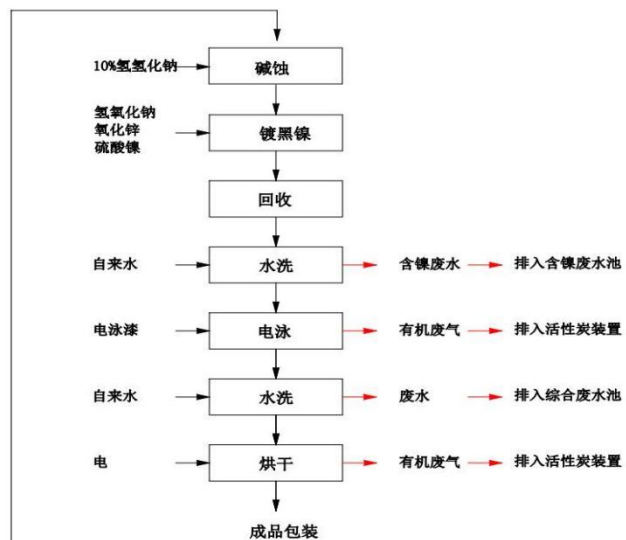 10%氢氢化钠
碱蚀
氢氧化钠
氧化锌
硫酸镍
镀黑镍
回收
自来水
水洗
含镍废水
排入含镍废水池
电泳漆
电泳
有机废气
排入活性炭装置
自来水
水洗
废水
排入综合废水池
电
烘干
有机废气
排入活性炭装置
成品包装